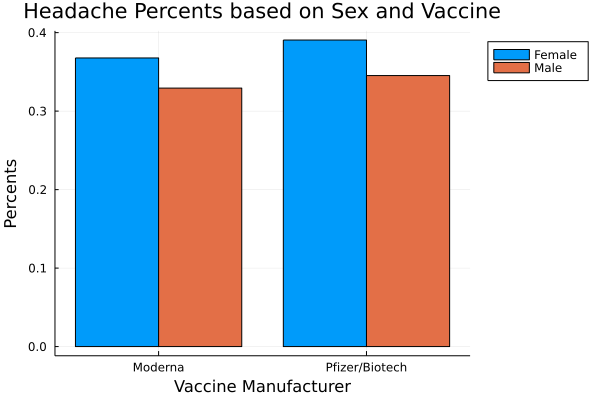 Headache Percents based on Sex and Vaccine
0.4
Female
Male
0.3
Percents
0.2
0.1
0.0
Moderna
Pfizer/Biotech
Vaccine Manufacturer